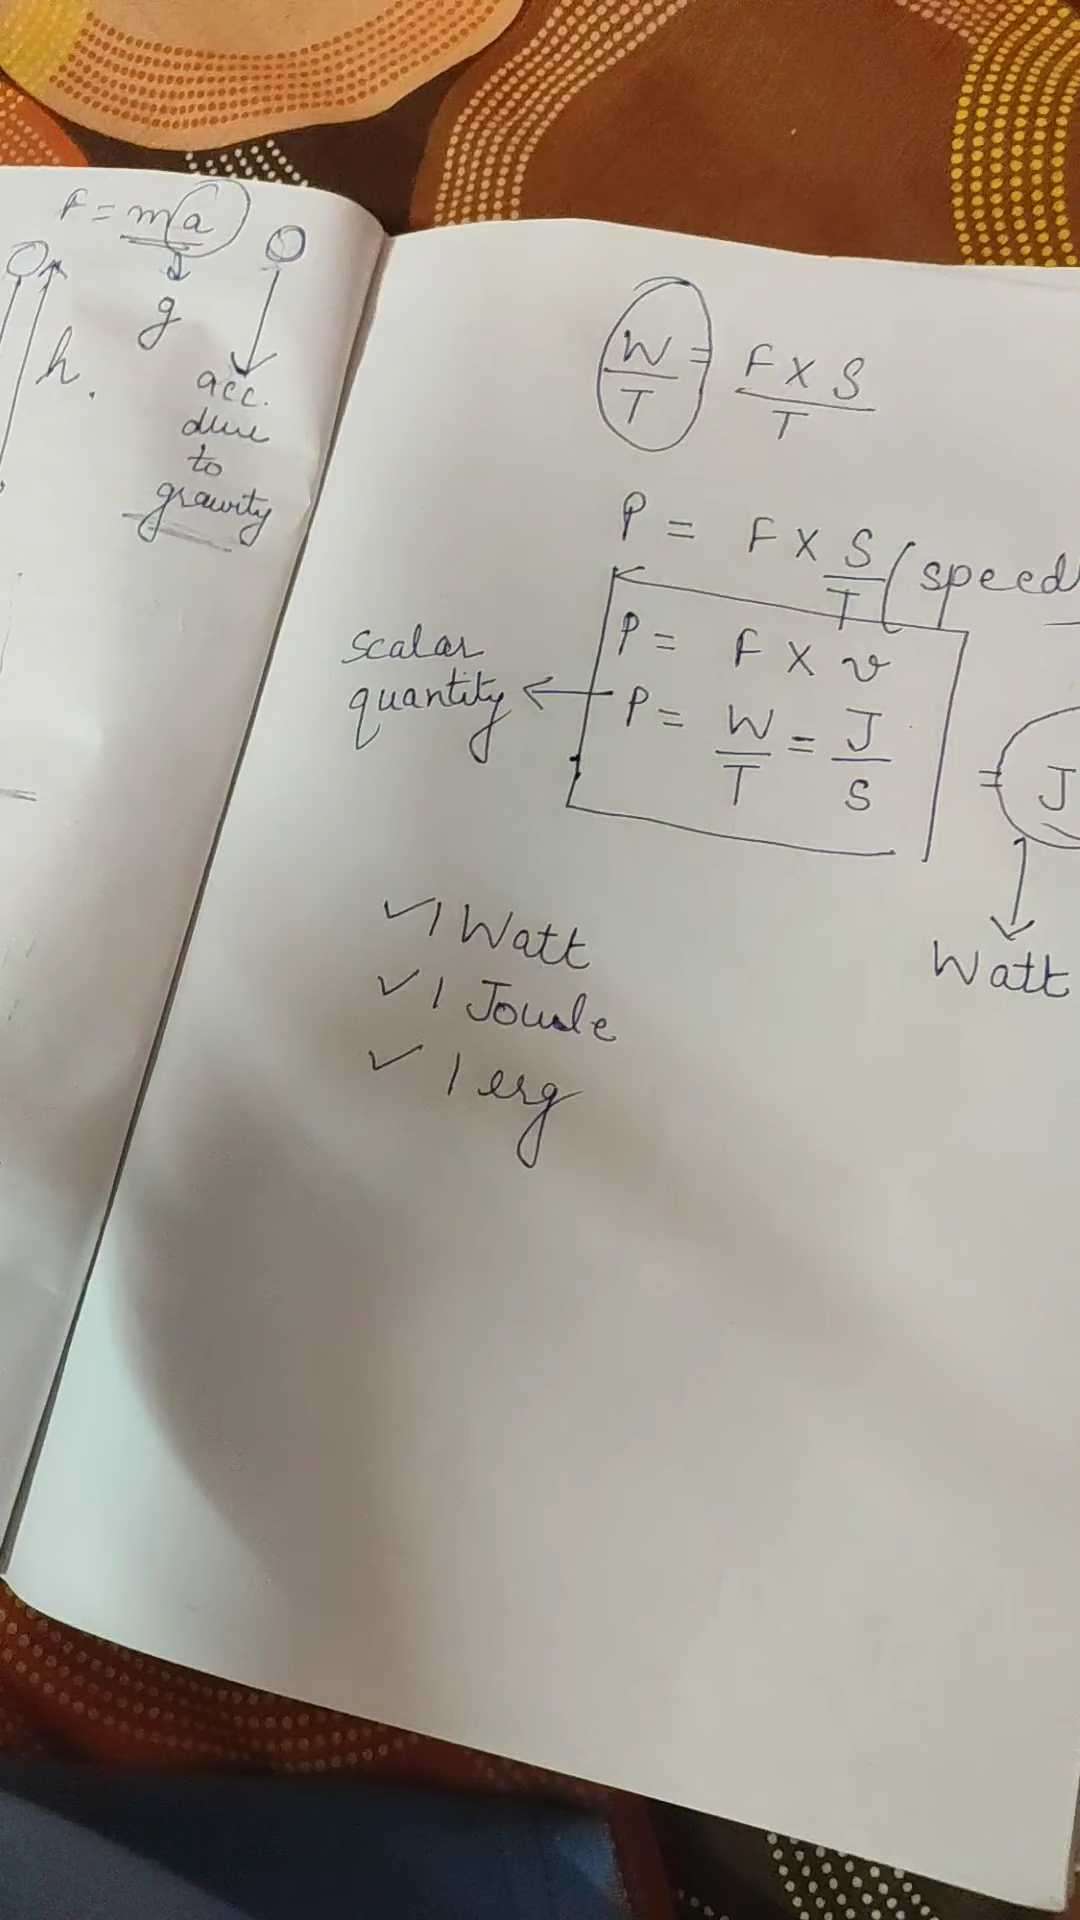 F = ma
g
h.
acc.
due
to
gravity
W/T = F X S/T
P = F X S/T (speed
P = F X v
P = W/T = J/S
scalar
quantity
= J
Watt
✓ 1 Watt
✓ 1 Joule
✓ 1 erg